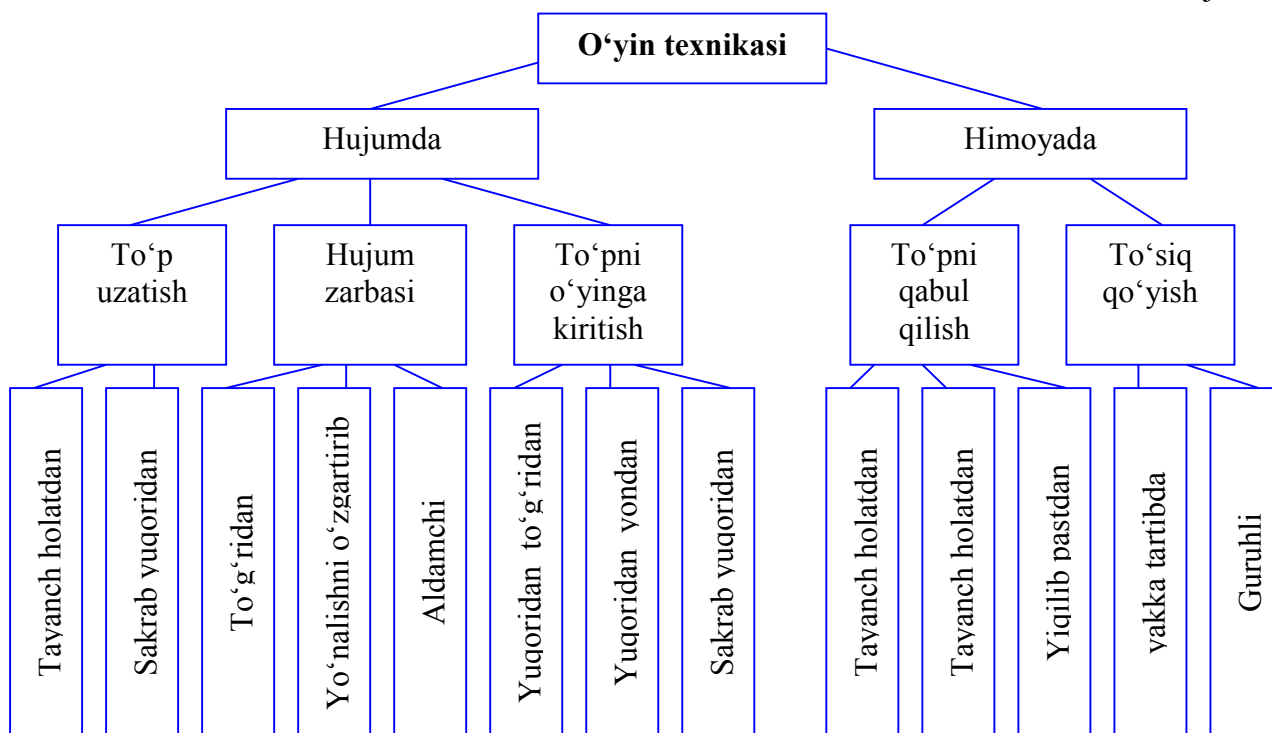 O‘yin texnikasi
Hujumda
Himoyada
To‘p
uzatish
Hujum
zarbasi
To‘pni
o‘yinga
kiritish
To‘pni
qabul
qilish
To‘siq
qo‘yish
Tayanch holatdan
Sakrab yuqoridan
To‘g‘ridan
Yo‘nalishni o‘zgartirib
Aldamchi
Yuqoridan to‘g‘ridan
Yuqoridan yondan
Sakrab yuqoridan
Tayanch holatdan
Tayanch holatdan
Yiqilib pastdan
yakka tartibda
Guruhli